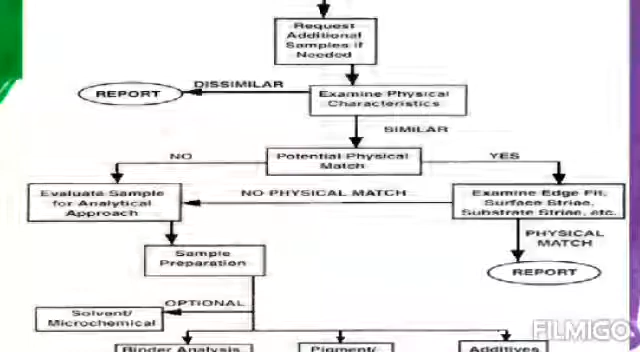 Request
Additional
Samples if
Needed
DISSIMILAR
REPORT
Examine Physical
Characteristics
SIMILAR
NO
Potential Physical
Match
YES
Evaluate Sample
for Analytical
Approach
NO PHYSICAL MATCH
Examine Edge Fit,
Surface Striae,
Substrate Striae, etc.
PHYSICAL
MATCH
Sample
Preparation
REPORT
OPTIONAL
Solvent/
Microchemical
FILMIGO
Binder Analysis
Pigment/
Additives